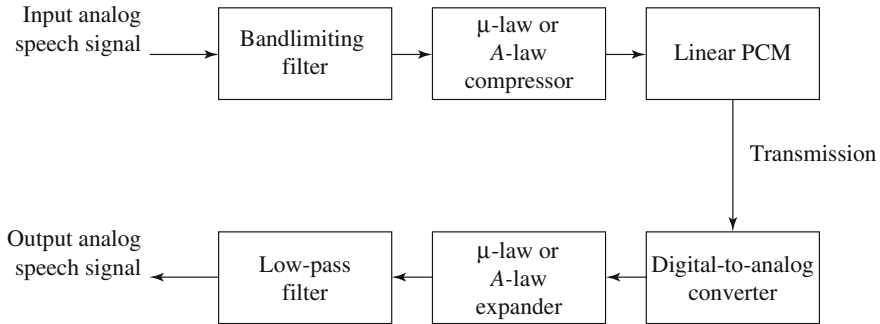 Input analog
speech signal
Bandlimiting
filter
μ-law or
A-law
compressor
Linear PCM
Transmission
Output analog
speech signal
Low-pass
filter
μ-law or
A-law
expander
Digital-to-analog
converter